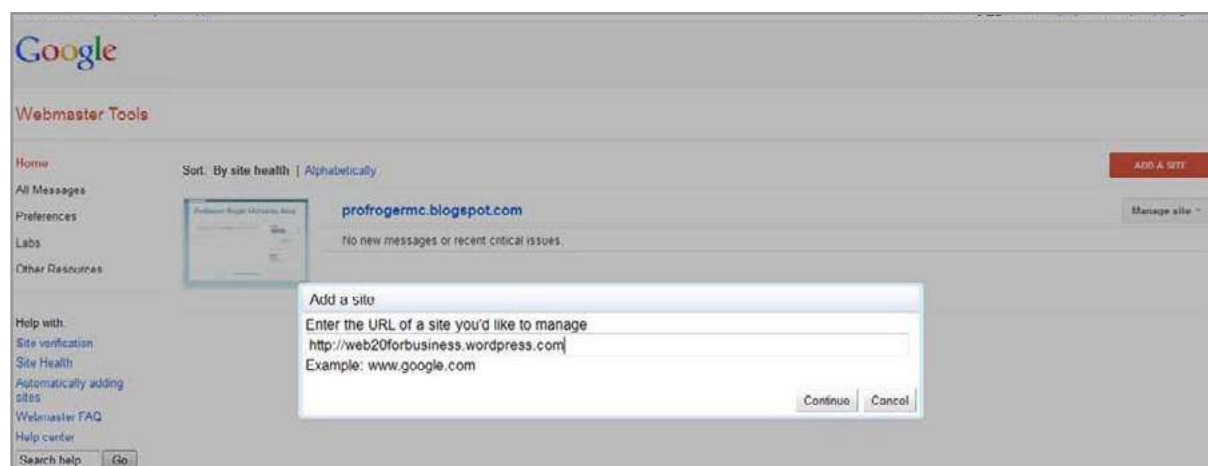 Google
Webmaster Tools
Home
All Messages
Preferences
Labs
Other Resources
Help with.
Site verification
Site Health
Automatically adding
sites
Webmaster FAQ
Help center
Search help Go
Sort: By site health | Alphabetically
ADD A SITE
profrogermc.blogspot.com
Manage site
No new messages or recent critical issues.
Add a site
Enter the URL of a site you'd like to manage
http://web20forbusiness.wordpress.com
Example: www.google.com
Continue Cancel